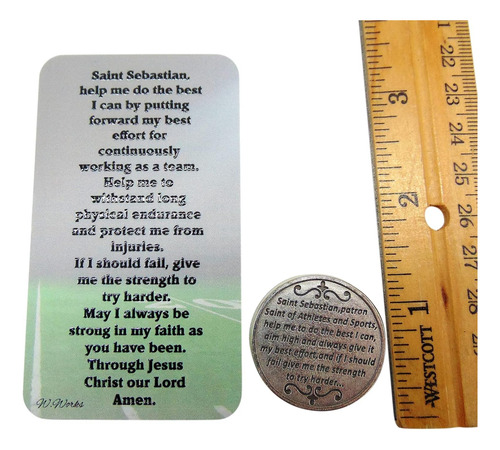 Saint Sebastian,
help me do the best
I can by putting
forward my best
effort for
continuously
working as a team.
Help me to
withstand long
physical endurance
and protect me from
injuries.
If I should fail, give
me the strength to
try harder.
May I always be
strong in my faith as
you have been.
Through Jesus
Christ our Lord
Amen.
W.Works
Saint Sebastian, patron
Saint of Athletes and Sports,
help me to do the best I can,
aim high and always give it
my best effort, and if I should
fail give me the strength
to try harder...
3
2
1
WESTCOTT
1
22
23
24
25
26
27
28